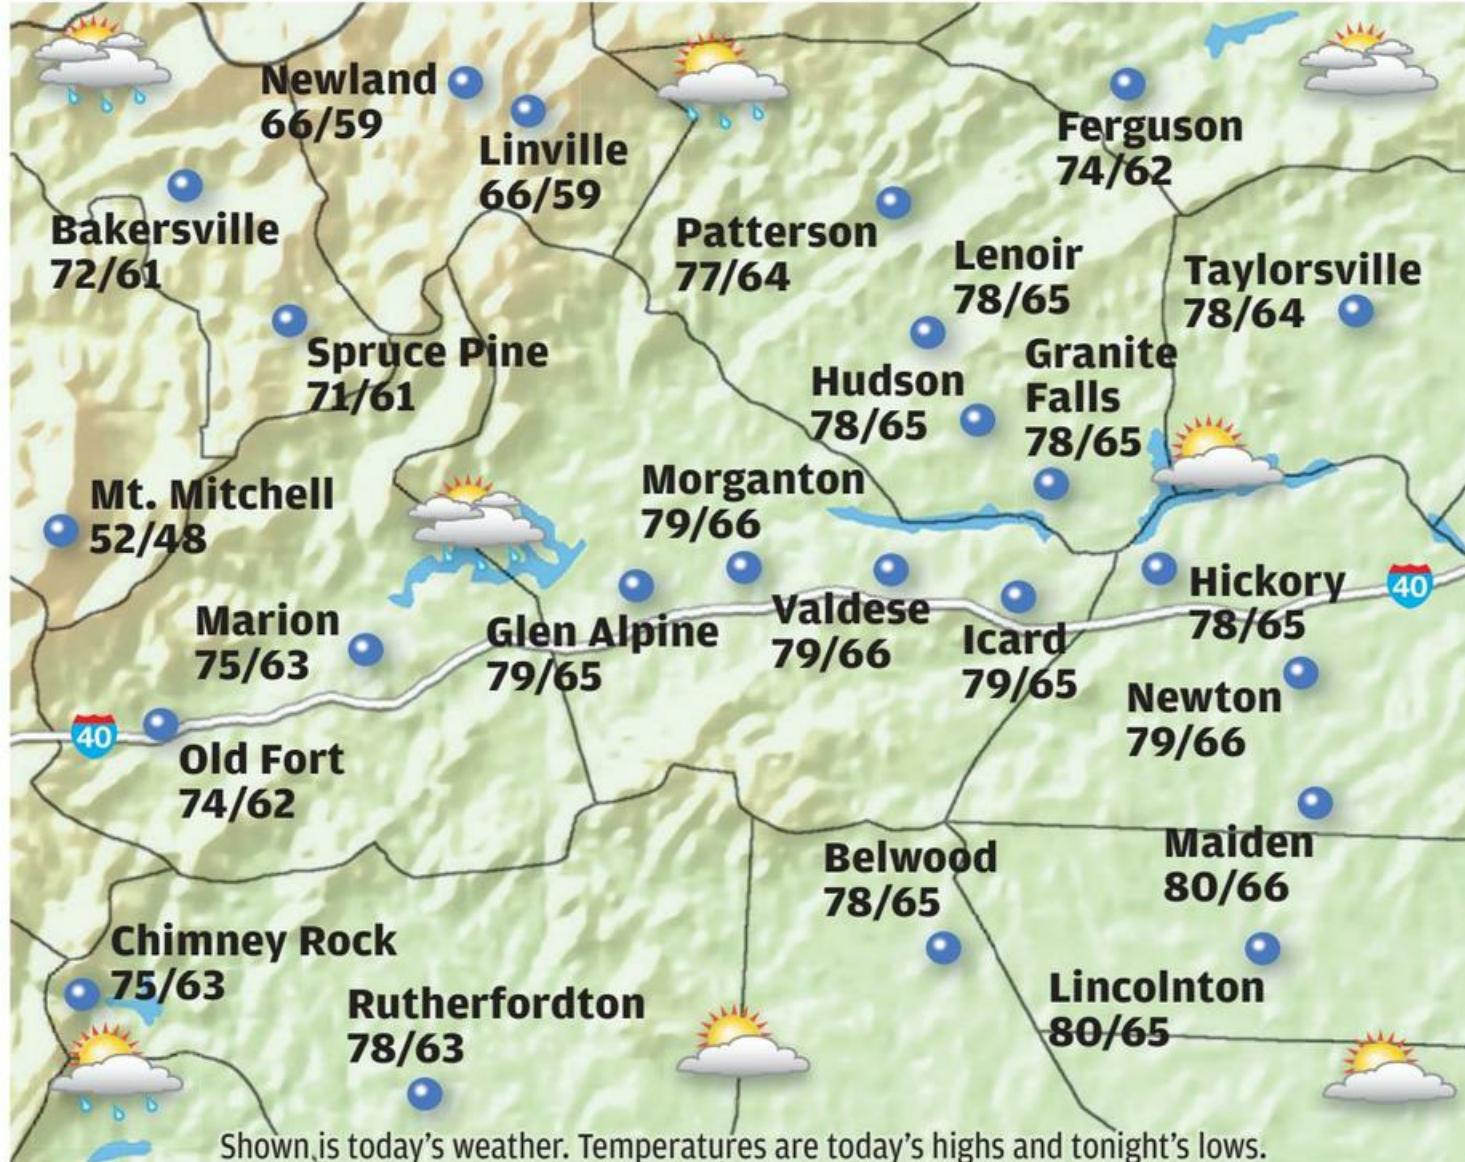 Newland
66/59
Linville
66/59
Ferguson
74/62
Bakersville
72/61
Patterson
77/64
Lenoir
78/65
Taylorsville
78/64
Spruce Pine
71/61
Hudson
78/65
Granite
Falls
78/65
Mt. Mitchell
52/48
Morganton
79/66
Marion
75/63
Glen Alpine
79/65
Valdese
79/66
Icard
79/65
Hickory
78/65
40
Newton
79/66
40
Old Fort
74/62
Belwood
78/65
Maiden
80/66
Chimney Rock
75/63
Rutherfordton
78/63
Lincolnton
80/65
Shown is today's weather. Temperatures are today's highs and tonight's lows.